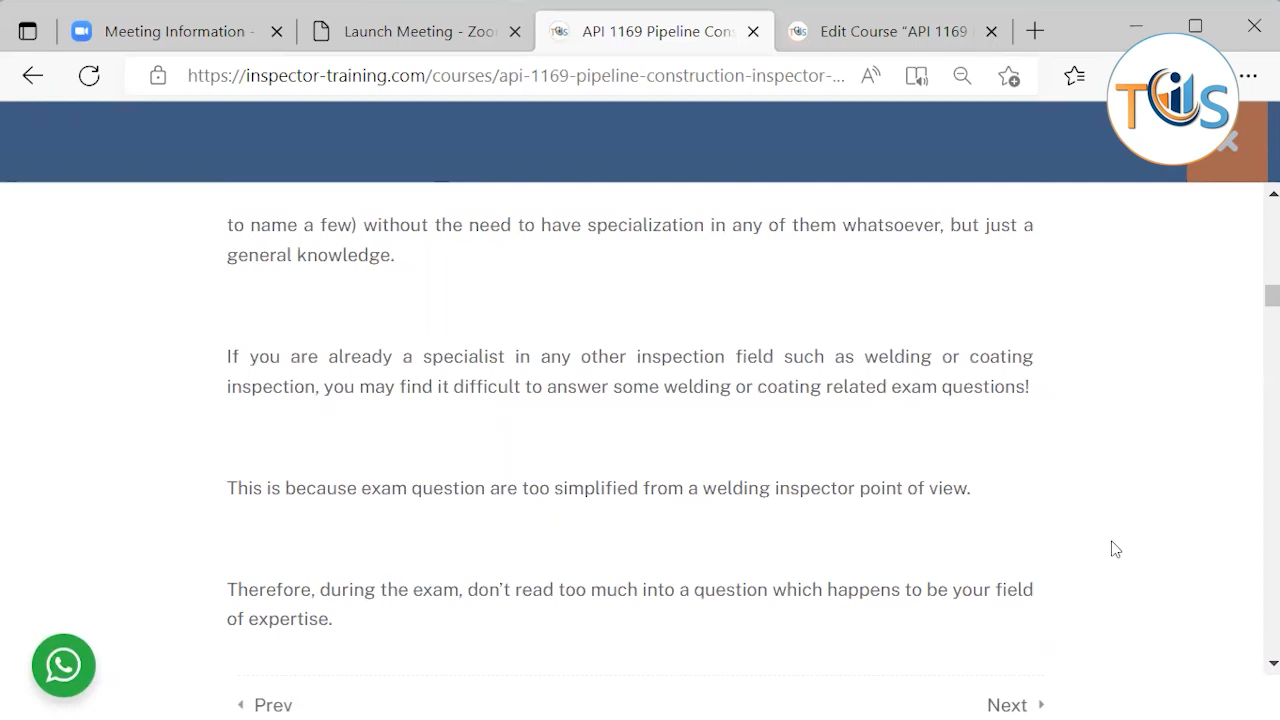 Meeting Information -
Launch Meeting - Zoo
API 1169 Pipeline Con
Edit Course "API 1169
https://inspector-training.com/courses/api-1169-pipeline-construction-inspector-...
TIS
to name a few) without the need to have specialization in any of them whatsoever, but just a
general knowledge.
If you are already a specialist in any other inspection field such as welding or coating
inspection, you may find it difficult to answer some welding or coating related exam questions!
This is because exam question are too simplified from a welding inspector point of view.
Therefore, during the exam, don't read too much into a question which happens to be your field
of expertise.
Prev
Next